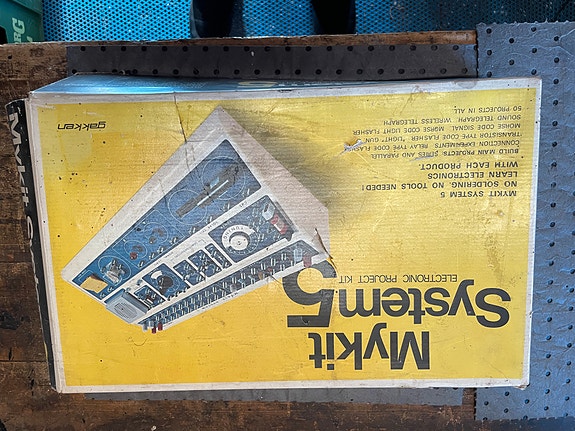 Mykit
System5
ELECTRONIC PROJECT KIT
MYKIT SYSTEM 5
NO SOLDERING, NO TOOLS NEEDED!
LEARN ELECTRONICS
WITH EACH PRODUCT.
BUILD MAIN PROJECTS, SERIES AND PARALLEL
CONNECTION EXPERIMENTS RELAY TYPE CODE FLASHER
TRANSISTOR TYPE CODE FLASHER "LIGHT" GUN
MORSE CODE SIGNAL MORSE CODE LIGHT FLASHER
SOUND TELEGRAPH WIRELESS TELEGRAPH
50 PROJECTS IN ALL
gakken
Mykit